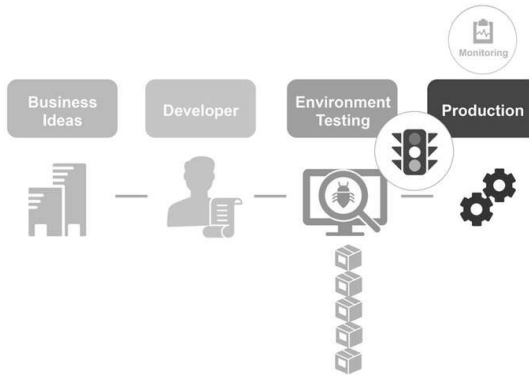 Monitoring
Business
Ideas
Developer
Environment
Testing
Production